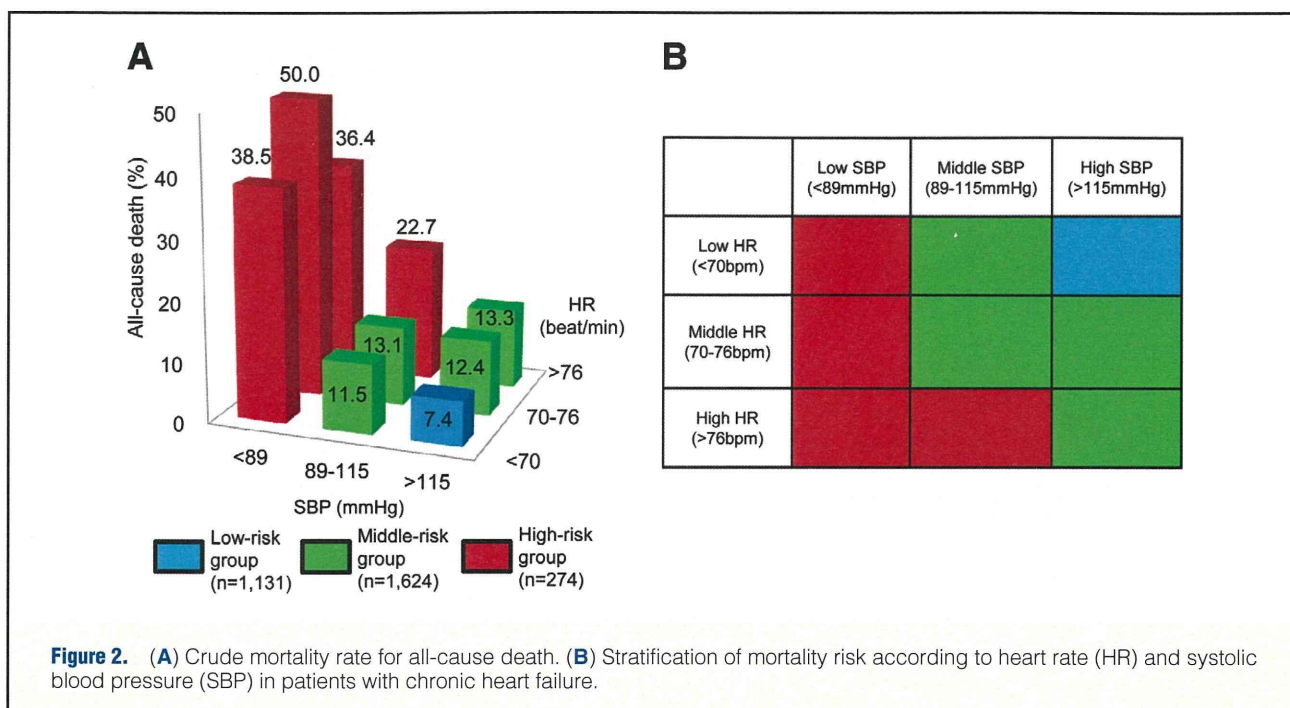 A
50.0
50
36.4
38.5
40
22.7
30
All-cause death (%)
HR
(beat/min)
20
13.3
13.1
12.4
>76
10
11.5
7.4
70-76
0
<70
<89
89-115
>115
SBP (mmHg)
Low-risk
group
(n=1,131)
Middle-risk
group
(n=1,624)
High-risk
group
(n=274)
B
Low SBP
(<89mmHg)
Middle SBP
(89-115mmHg)
High SBP
(>115mmHg)
Low HR
(<70bpm)
Middle HR
(70-76bpm)
High HR
(>76bpm)
Figure 2. (A) Crude mortality rate for all-cause death. (B) Stratification of mortality risk according to heart rate (HR) and systolic
blood pressure (SBP) in patients with chronic heart failure.